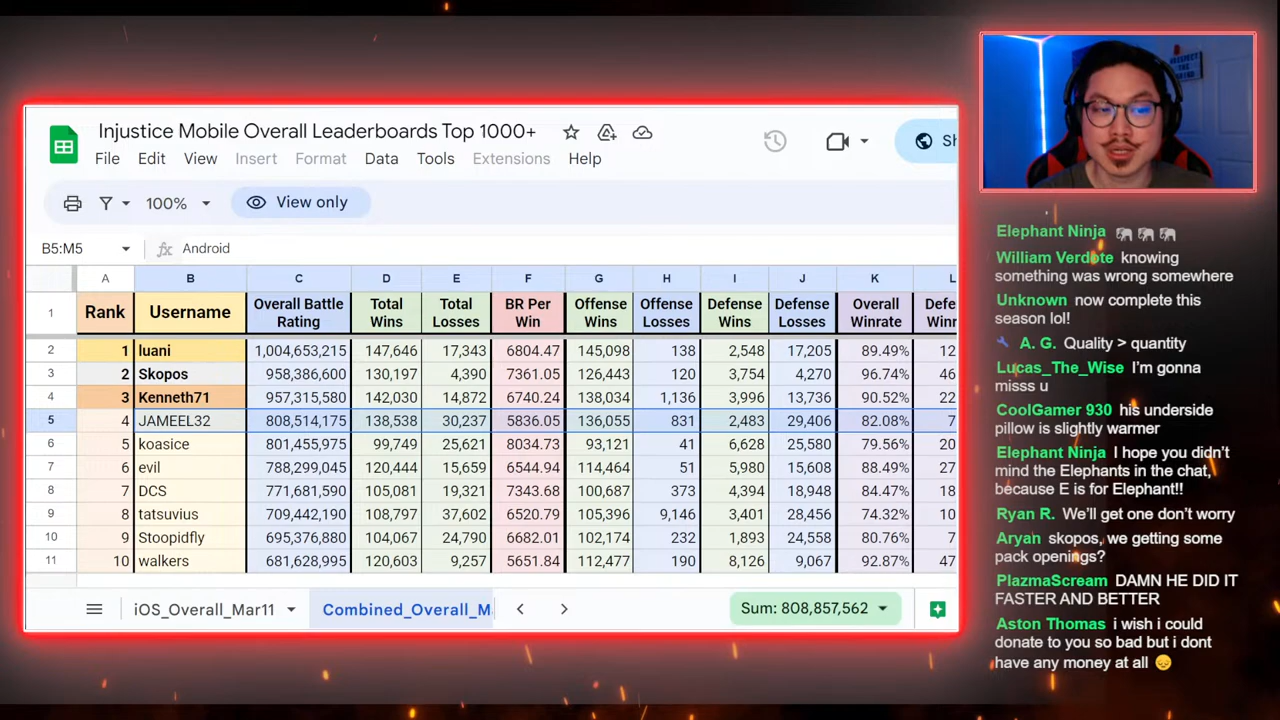 Injustice Mobile Overall Leaderboards Top 1000+
File Edit View Insert Format Data Tools Extensions Help
100% View only
B5:M5 fx Android
A B C D E F G H I J K L
1 Rank Username Overall Battle Rating Total Wins Total Losses BR Per Win Offense Wins Offense Losses Defense Wins Defense Losses Overall Winrate
2 1 luani 1,004,653,215 147,646 17,343 6804.47 145,098 138 2,548 17,205 89.49% 12
3 2 Skopos 958,386,600 130,197 4,390 7361.05 126,443 120 3,754 4,270 96.74% 46
4 3 Kenneth71 957,315,580 142,030 14,872 6740.24 138,034 1,136 3,996 13,736 90.52% 22
5 4 JAMEEL32 808,514,175 138,538 30,237 5836.05 136,055 831 2,483 29,406 82.08% 7
6 5 koasice 801,455,975 99,749 25,621 8034.73 93,121 41 6,628 25,580 79.56% 20
7 6 evil 788,299,045 120,444 15,659 6544.94 114,464 51 5,980 15,608 88.49% 27
8 7 DCS 771,681,590 105,081 19,321 7343.68 100,687 373 4,394 18,948 84.47% 18
9 8 tatsuvius 709,442,190 108,797 37,602 6520.79 105,396 9,146 3,401 28,456 74.32% 10
10 9 Stoopidfly 695,376,880 104,067 24,790 6682.01 102,174 232 1,893 24,558 80.76% 7
11 10 walkers 681,628,995 120,603 9,257 5651.84 112,477 190 8,126 9,067 92.87% 47
iOS_Overall_Mar11 Combined_Overall_M Sum: 808,857,562
Elephant Ninja 🐘 🐘 🐘
William Verdote knowing
something was wrong somewhere
Unknown now complete this
season lol!
A. G. Quality > quantity
Lucas_The_Wise I'm gonna
misss u
CoolGamer 930 his underside
pillow is slightly warmer
Elephant Ninja I hope you didn't
mind the Elephants in the chat,
because E is for Elephant!!
Ryan R. We'll get one don't worry
Aryan skopos, we getting some
pack openings?
PlazmaScream DAMN HE DID IT
FASTER AND BETTER
Aston Thomas i wish i could
donate to you so bad but i dont
have any money at all 😔